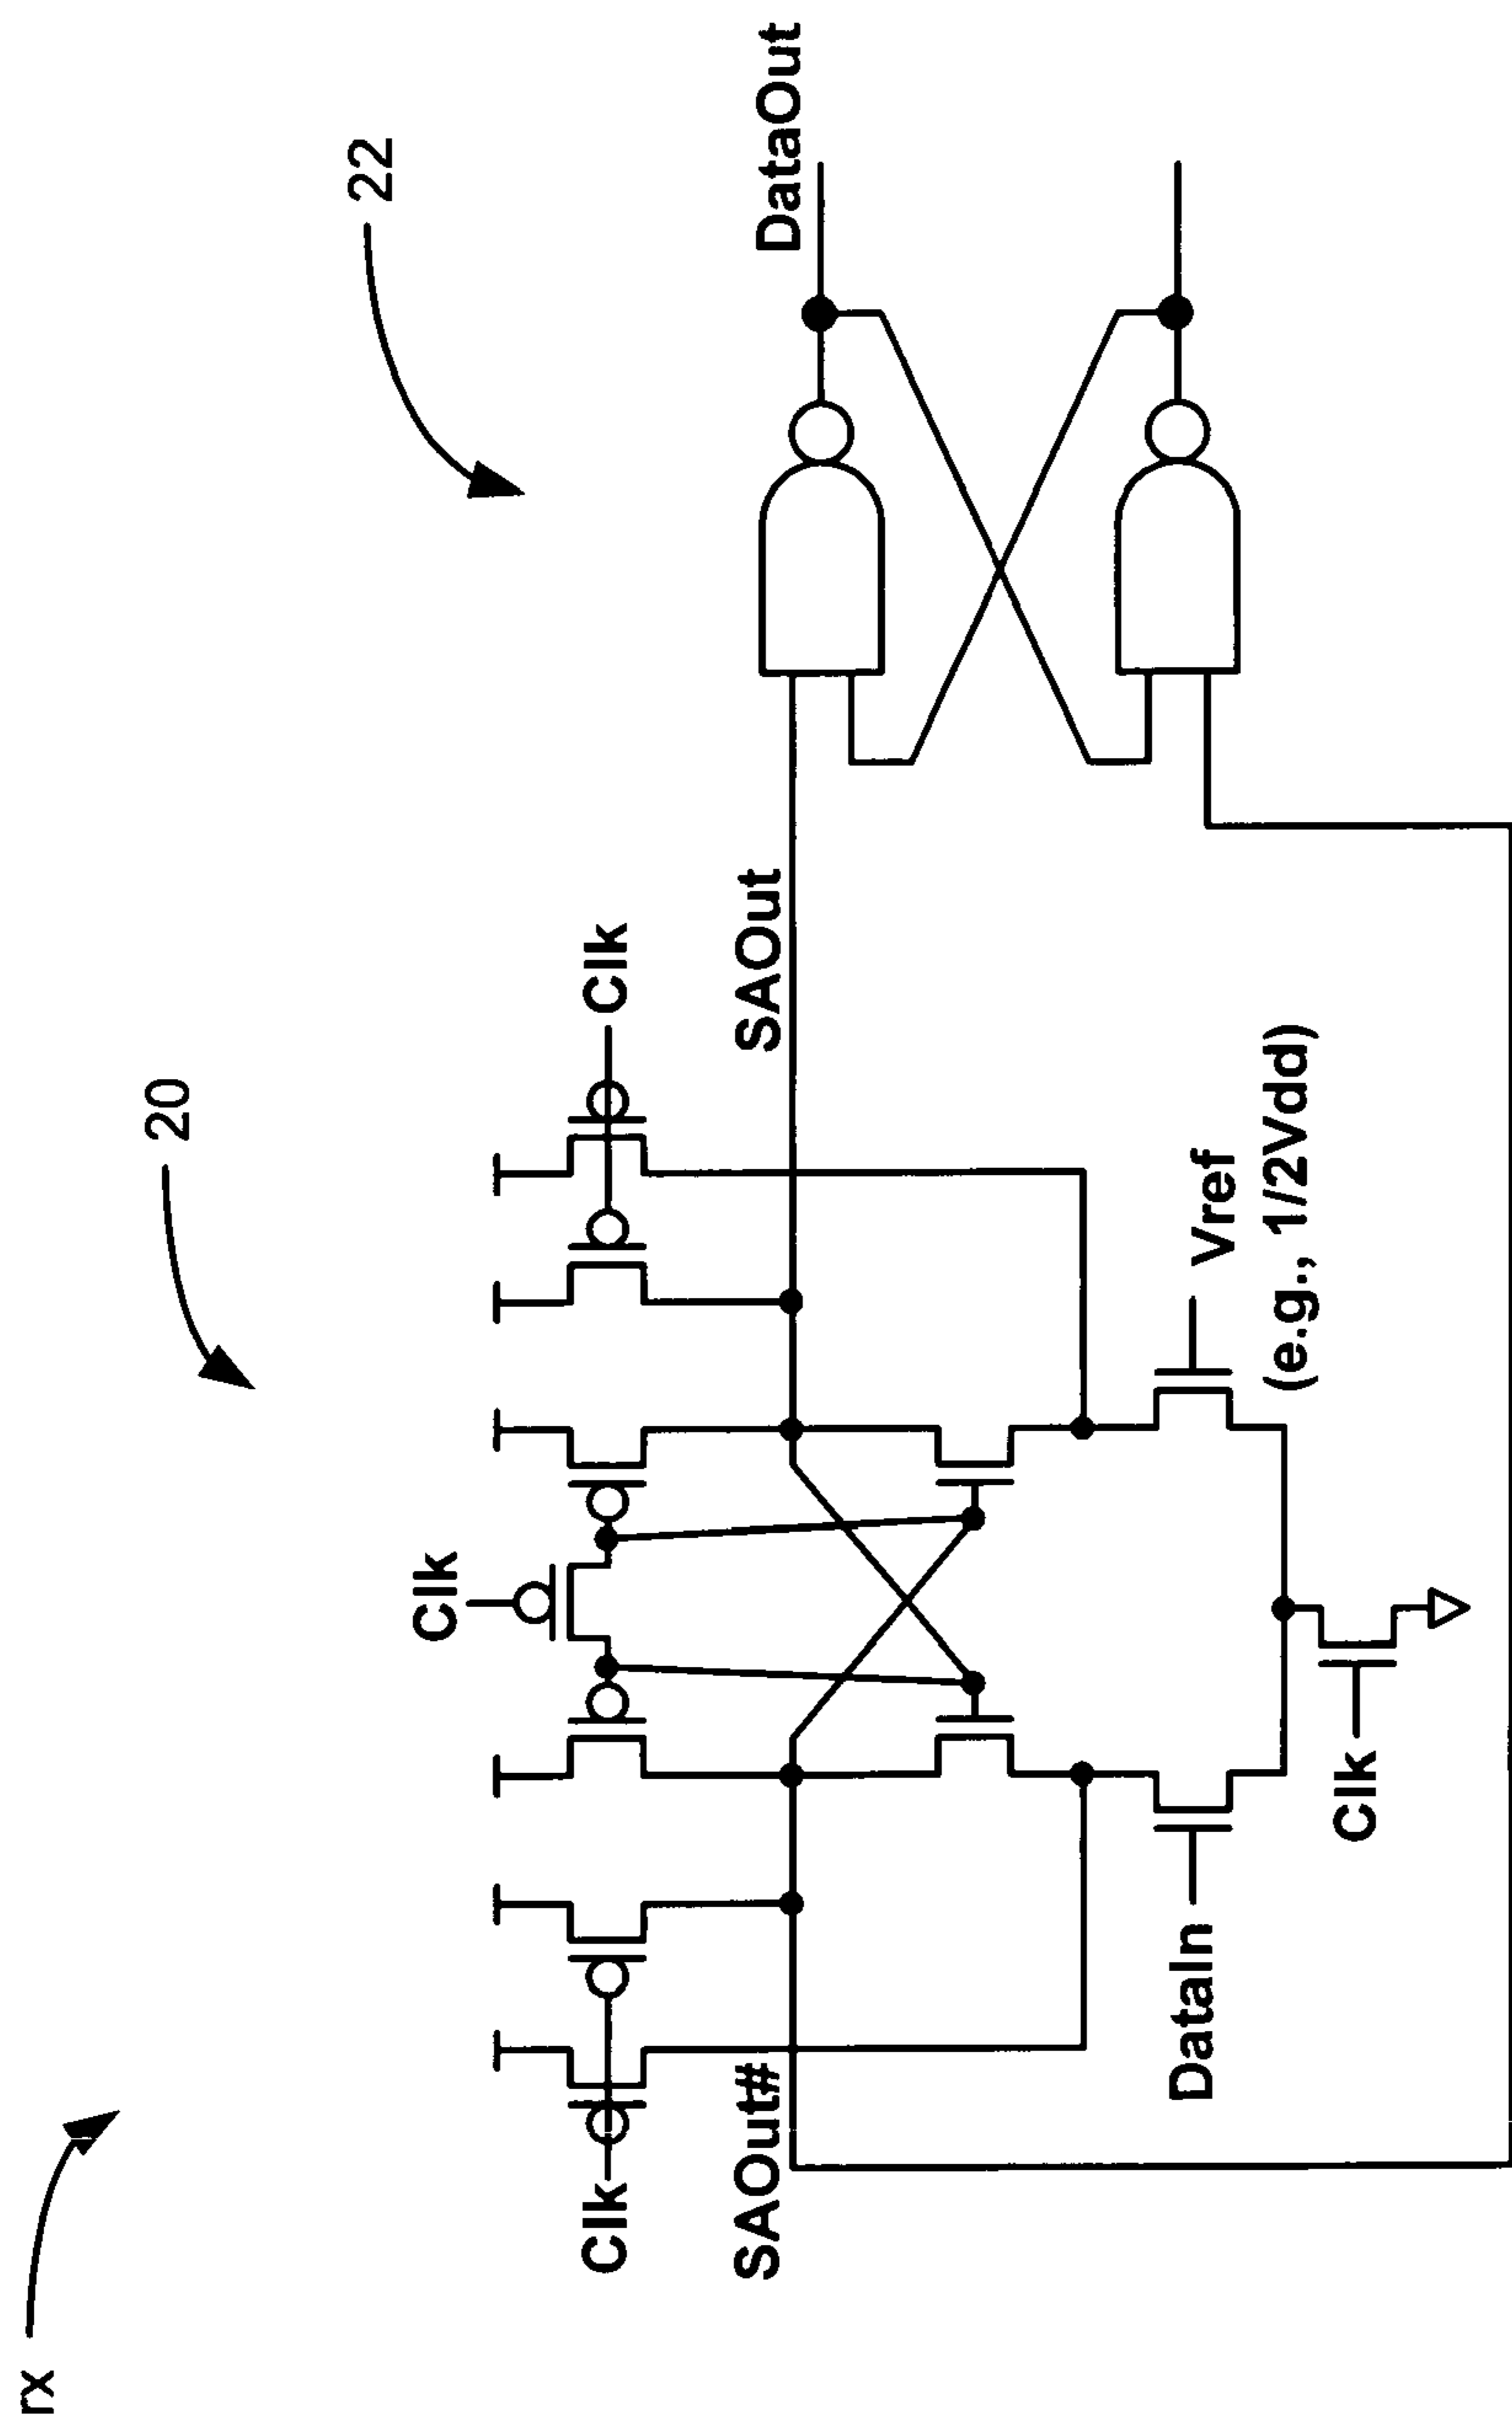 rx
20
22
Clk
Clk
Clk
SAOut#
SAOut
DataOut
DataIn
Vref
(e.g., 1/2Vdd)
Clk